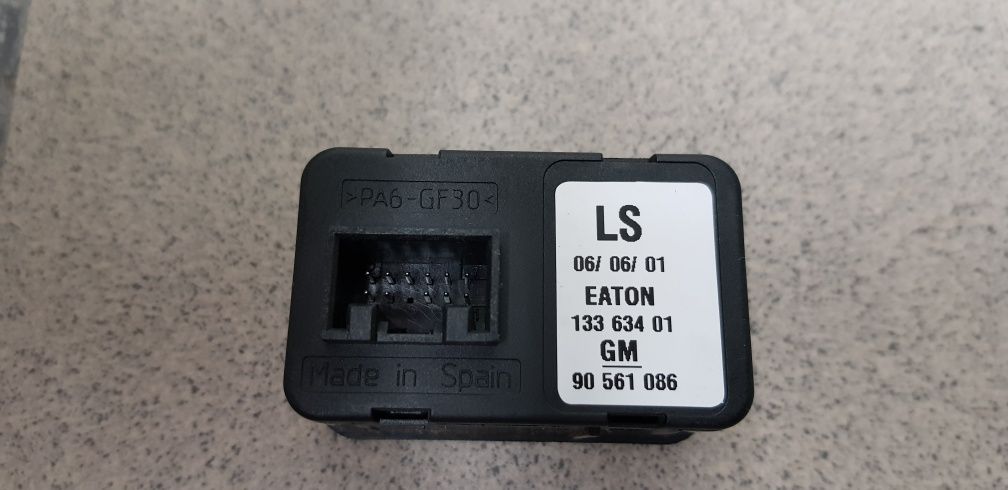 >PA6-GF30<
Made in Spain
LS
06/ 06/ 01
EATON
133 634 01
GM
90 561 086